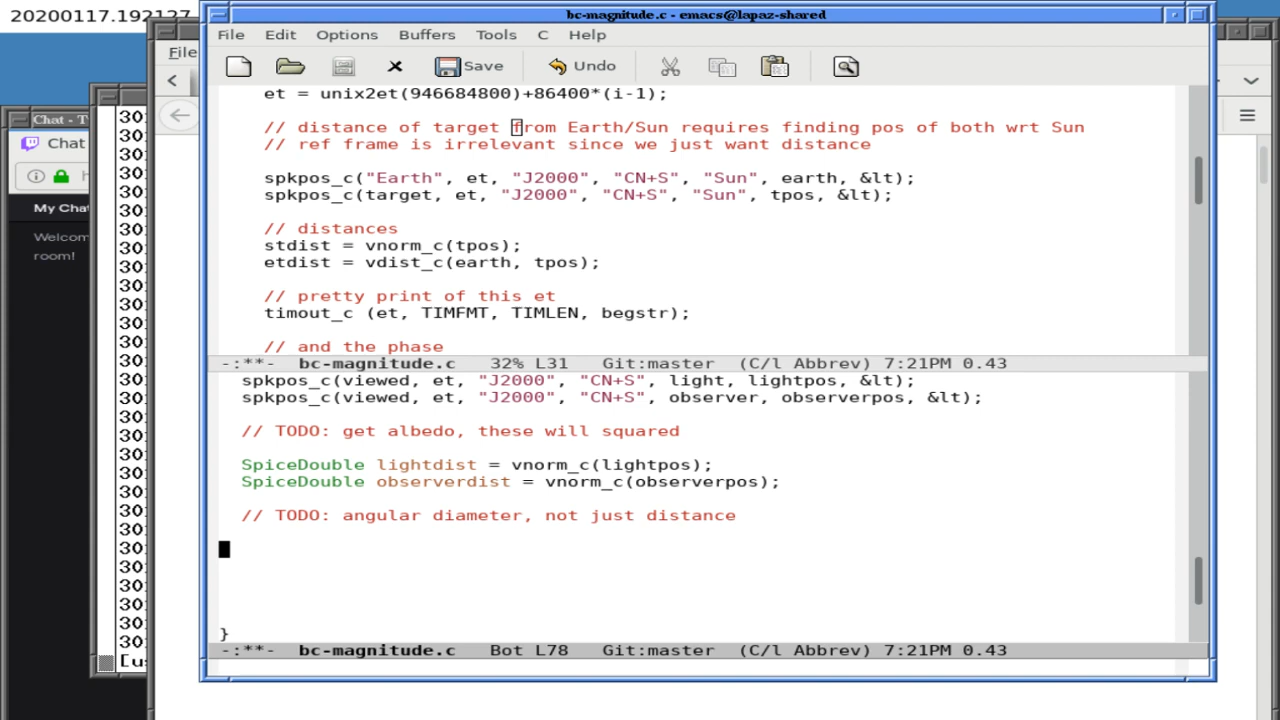 20200117.192127
bc-magnitude.c - emacs@lapaz-shared
File Edit Options Buffers Tools C Help
Save Undo
et = unix2et(946684800)+86400*(i-1);
// distance of target from Earth/Sun requires finding pos of both wrt Sun
// ref frame is irrelevant since we just want distance
spkpos_c("Earth", et, "J2000", "CN+S", "Sun", earth, &lt);
spkpos_c(target, et, "J2000", "CN+S", "Sun", tpos, &lt);
// distances
stdist = vnorm_c(tpos);
etdist = vdist_c(earth, tpos);
// pretty print of this et
timout_c (et, TIMFMT, TIMLEN, begstr);
// and the phase
-:**- bc-magnitude.c 32% L31 Git:master (C/l Abbrev) 7:21PM 0.43
spkpos_c(viewed, et, "J2000", "CN+S", light, lightpos, &lt);
spkpos_c(viewed, et, "J2000", "CN+S", observer, observerpos, &lt);
// TODO: get albedo, these will squared
SpiceDouble lightdist = vnorm_c(lightpos);
SpiceDouble observerdist = vnorm_c(observerpos);
// TODO: angular diameter, not just distance
}
-:**- bc-magnitude.c Bot L78 Git:master (C/l Abbrev) 7:21PM 0.43
File
Chat - T
Chat
My Cha
Welcom
room!